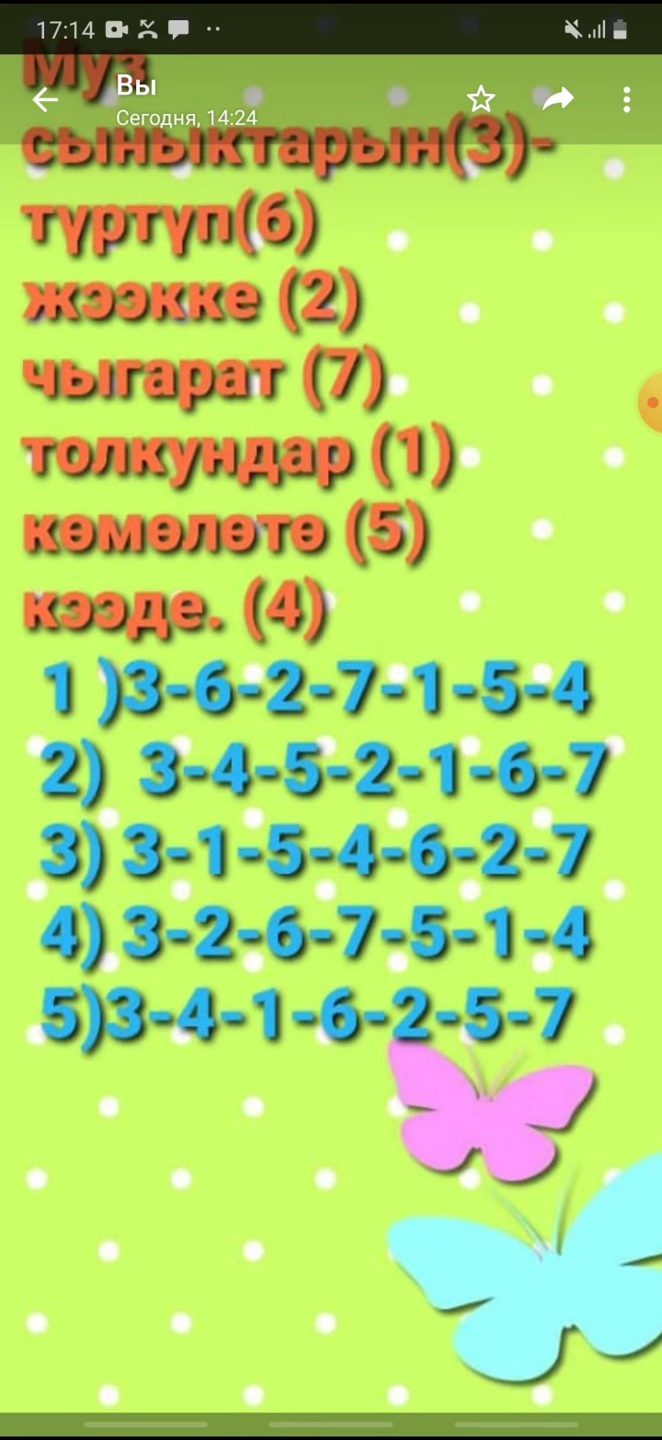 17:14
Муз
Вы
Сегодня, 14:24
сыныктарын(3)-
түртүп(6)
жээкке (2)
чыгарат (7)
толкундар (1)
көмөлөтө (5)
кээде. (4)
1 )3-6-2-7-1-5-4
2) 3-4-5-2-1-6-7
3) 3-1-5-4-6-2-7
4) 3-2-6-7-5-1-4
5)3-4-1-6-2-5-7